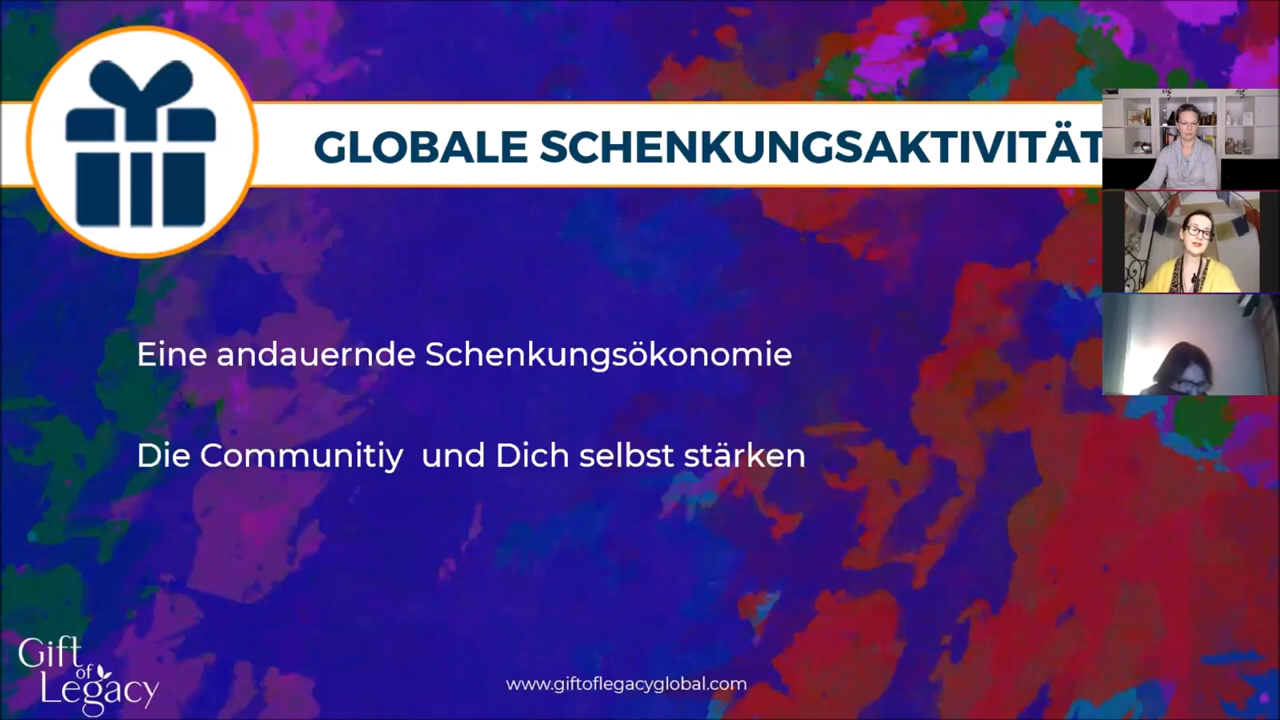 GLOBALE SCHENKUNGSAKTIVITÄT
Eine andauernde Schenkungsökonomie
Die Communitiy und Dich selbst stärken
Gift
of
Legacy
www.giftoflegacyglobal.com